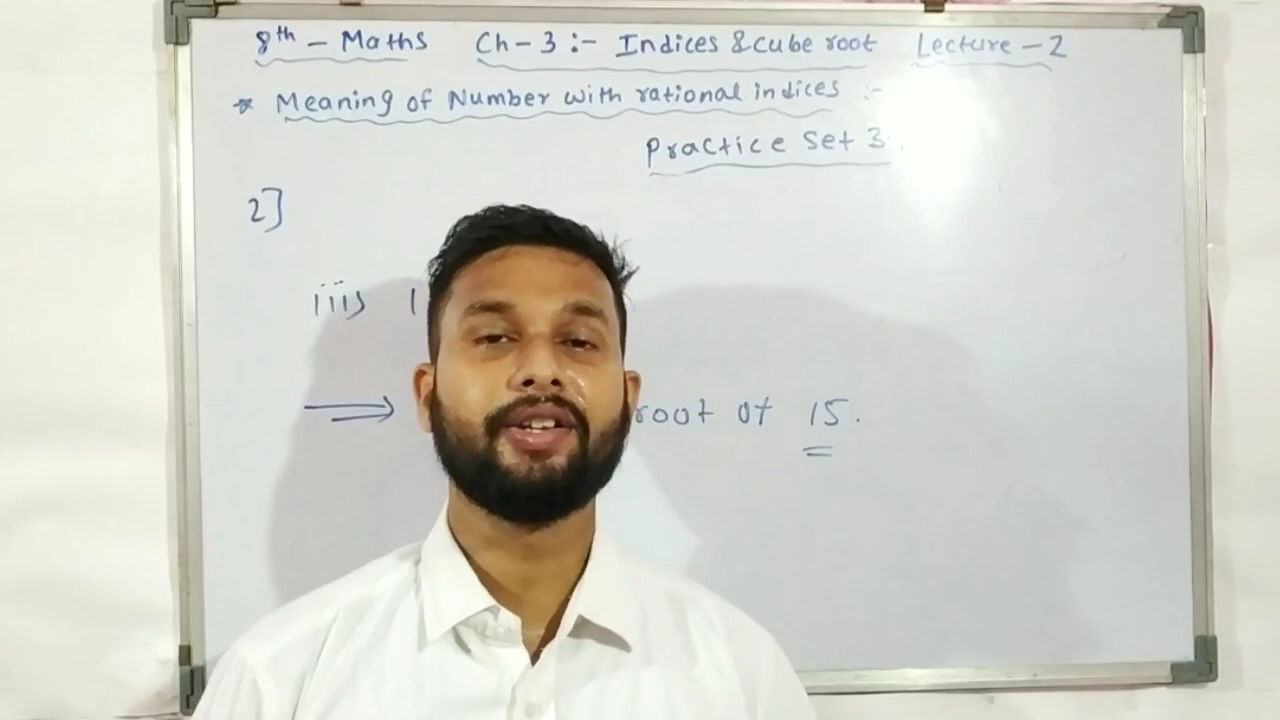 8th - Maths Ch-3 :- Indices & cube root Lecture - 2
* Meaning of Number with rational indices :-
Practice Set 3
2]
iii) 1
⟹ root of 15.